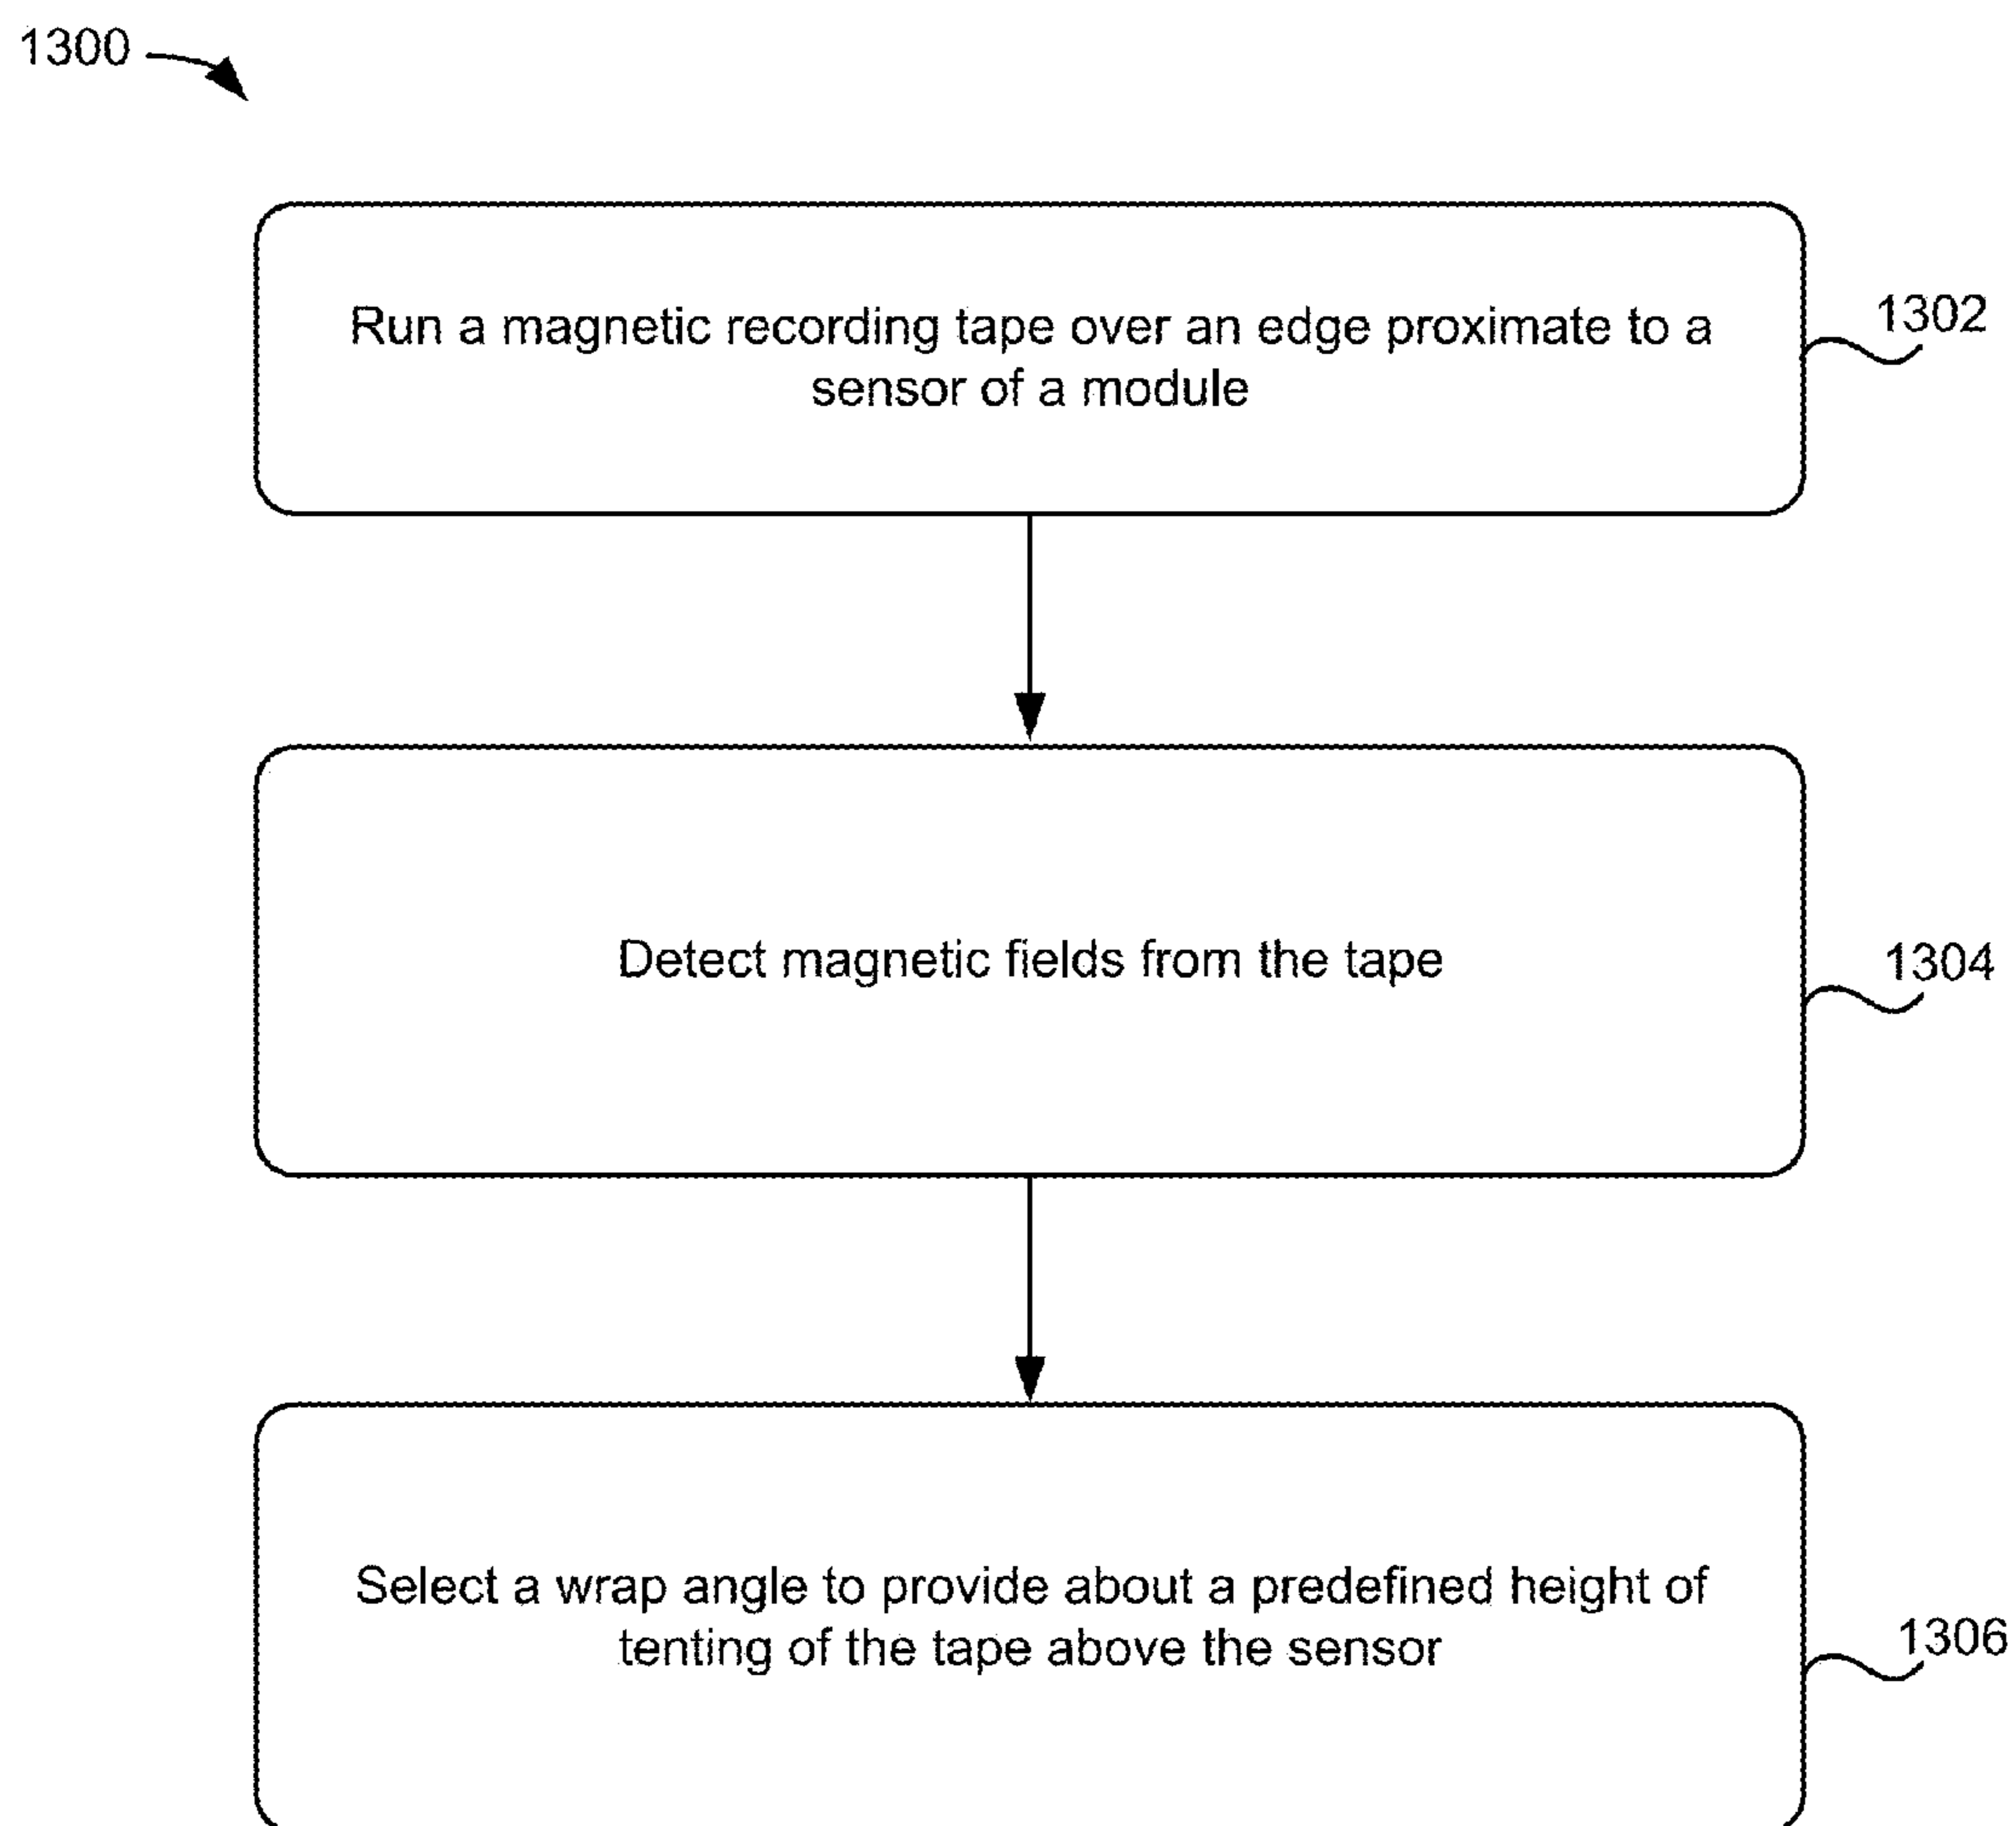 1300
Run a magnetic recording tape over an edge proximate to a
sensor of a module
1302
Detect magnetic fields from the tape
1304
Select a wrap angle to provide about a predefined height of
tenting of the tape above the sensor
1306